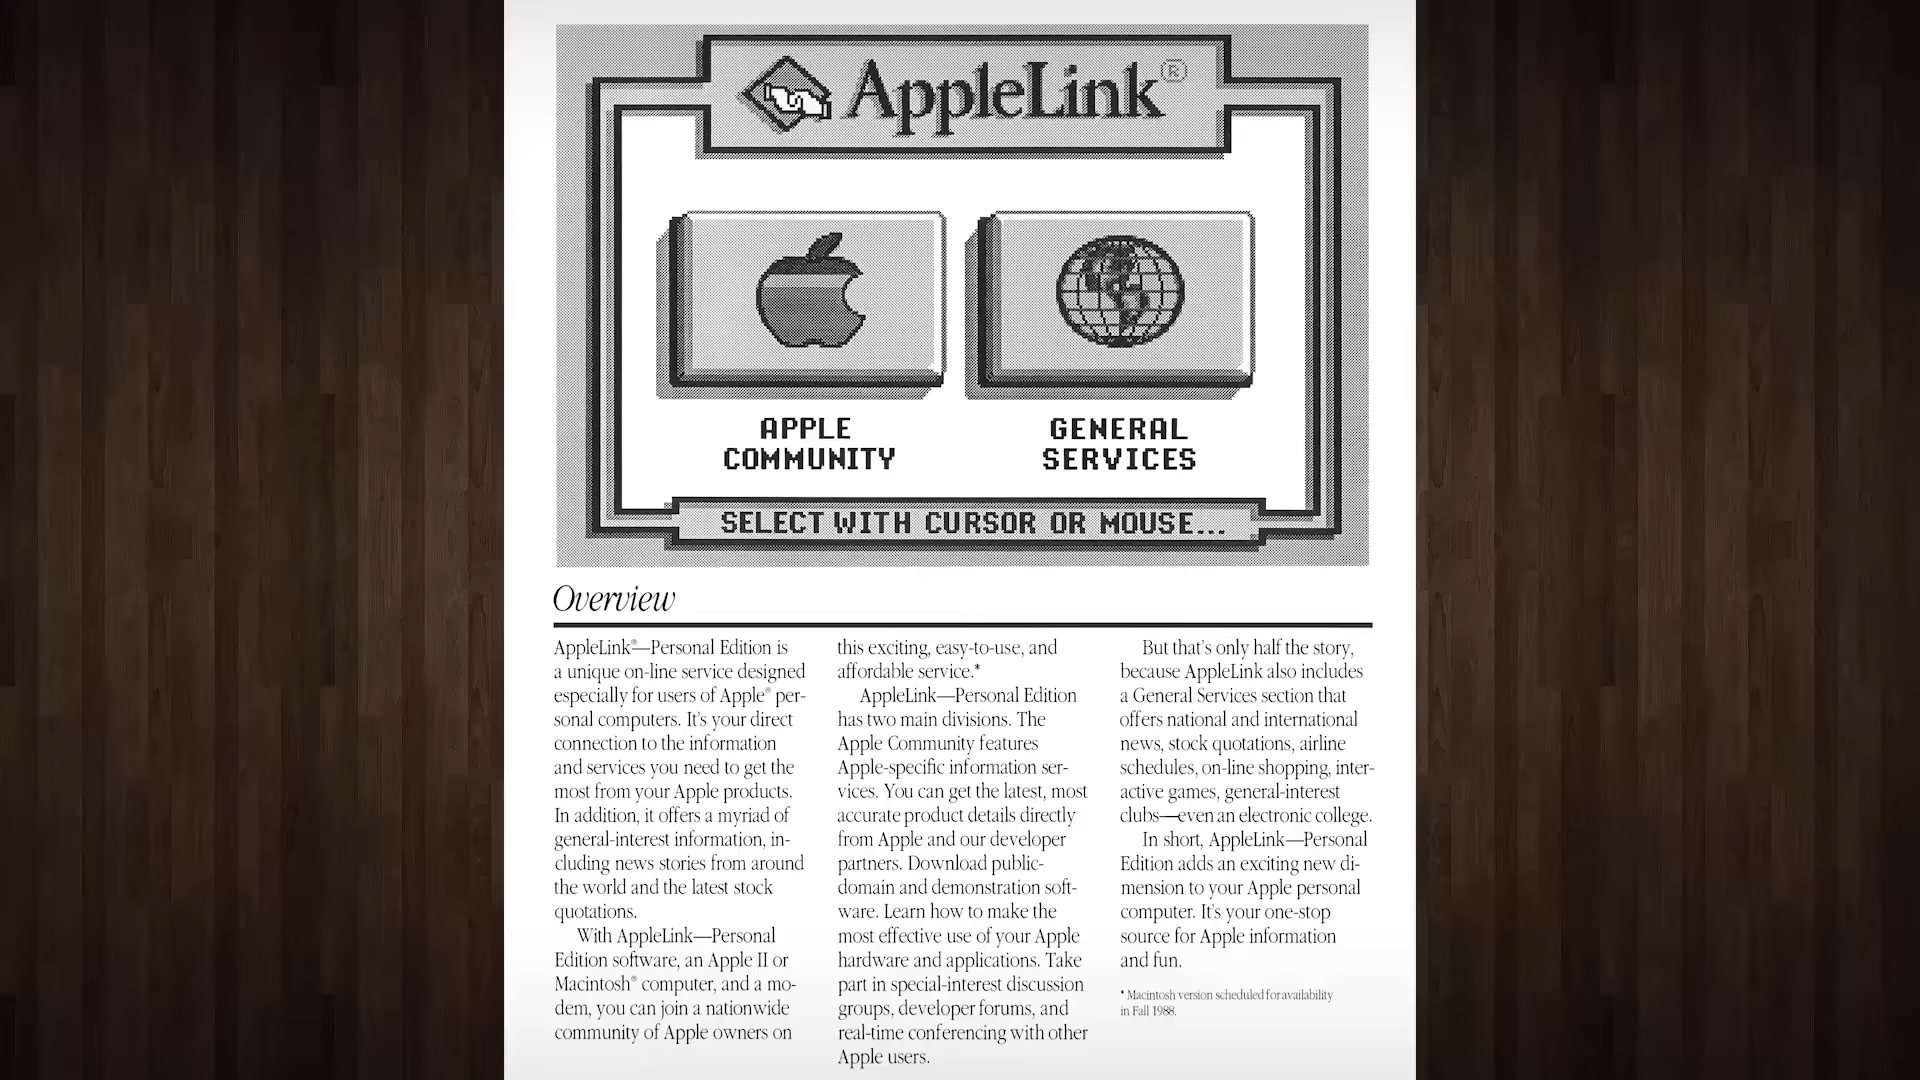 AppleLink®
APPLE
COMMUNITY
GENERAL
SERVICES
SELECT WITH CURSOR OR MOUSE...
Overview
AppleLink®—Personal Edition is
a unique on-line service designed
especially for users of Apple® per-
sonal computers. It's your direct
connection to the information
and services you need to get the
most from your Apple products.
In addition, it offers a myriad of
general-interest information, in-
cluding news stories from around
the world and the latest stock
quotations.
With AppleLink—Personal
Edition software, an Apple II or
Macintosh® computer, and a mo-
dem, you can join a nationwide
community of Apple owners on
this exciting, easy-to-use, and
affordable service.*
AppleLink—Personal Edition
has two main divisions. The
Apple Community features
Apple-specific information ser-
vices. You can get the latest, most
accurate product details directly
from Apple and our developer
partners. Download public-
domain and demonstration soft-
ware. Learn how to make the
most effective use of your Apple
hardware and applications. Take
part in special-interest discussion
groups, developer forums, and
real-time conferencing with other
Apple users.
But that's only half the story,
because AppleLink also includes
a General Services section that
offers national and international
news, stock quotations, airline
schedules, on-line shopping, inter-
active games, general-interest
clubs—even an electronic college.
In short, AppleLink—Personal
Edition adds an exciting new di-
mension to your Apple personal
computer. It's your one-stop
source for Apple information
and fun.
* Macintosh version scheduled for availability
in Fall 1988.